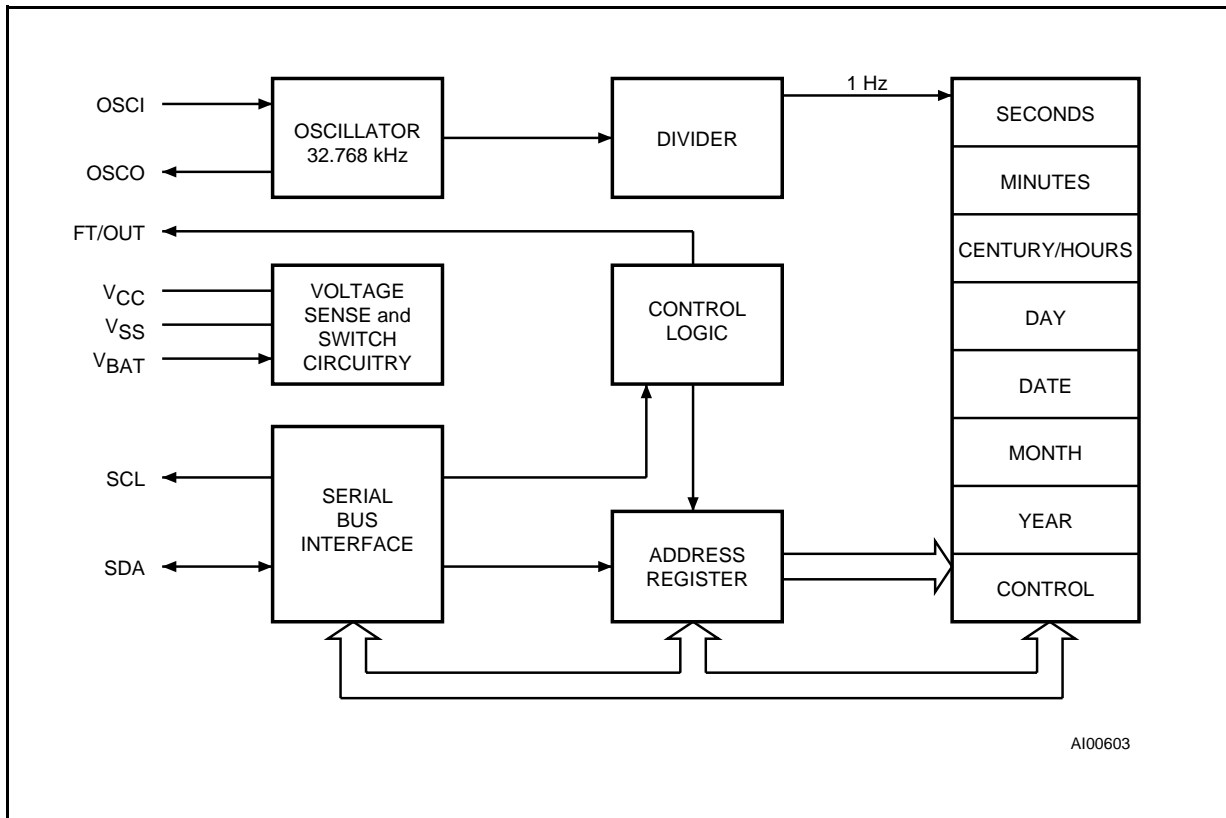 OSCI
OSCO
FT/OUT
VCC
VSS
VBAT
SCL
SDA
OSCILLATOR
32.768 kHz
VOLTAGE
SENSE and
SWITCH
CIRCUITRY
SERIAL
BUS
INTERFACE
DIVIDER
CONTROL
LOGIC
ADDRESS
REGISTER
1 Hz
SECONDS
MINUTES
CENTURY/HOURS
DAY
DATE
MONTH
YEAR
CONTROL
AI00603